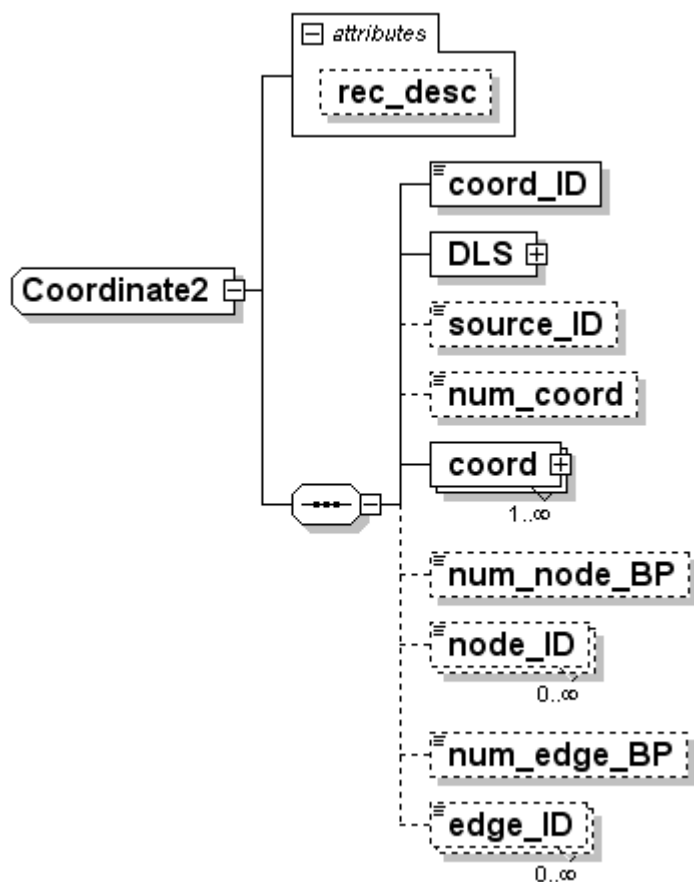 attributes
rec_desc
coord_ID
DLS
Coordinate2
source_ID
num_coord
coord
1..∞
num_node_BP
node_ID
0..∞
num_edge_BP
edge_ID
0..∞